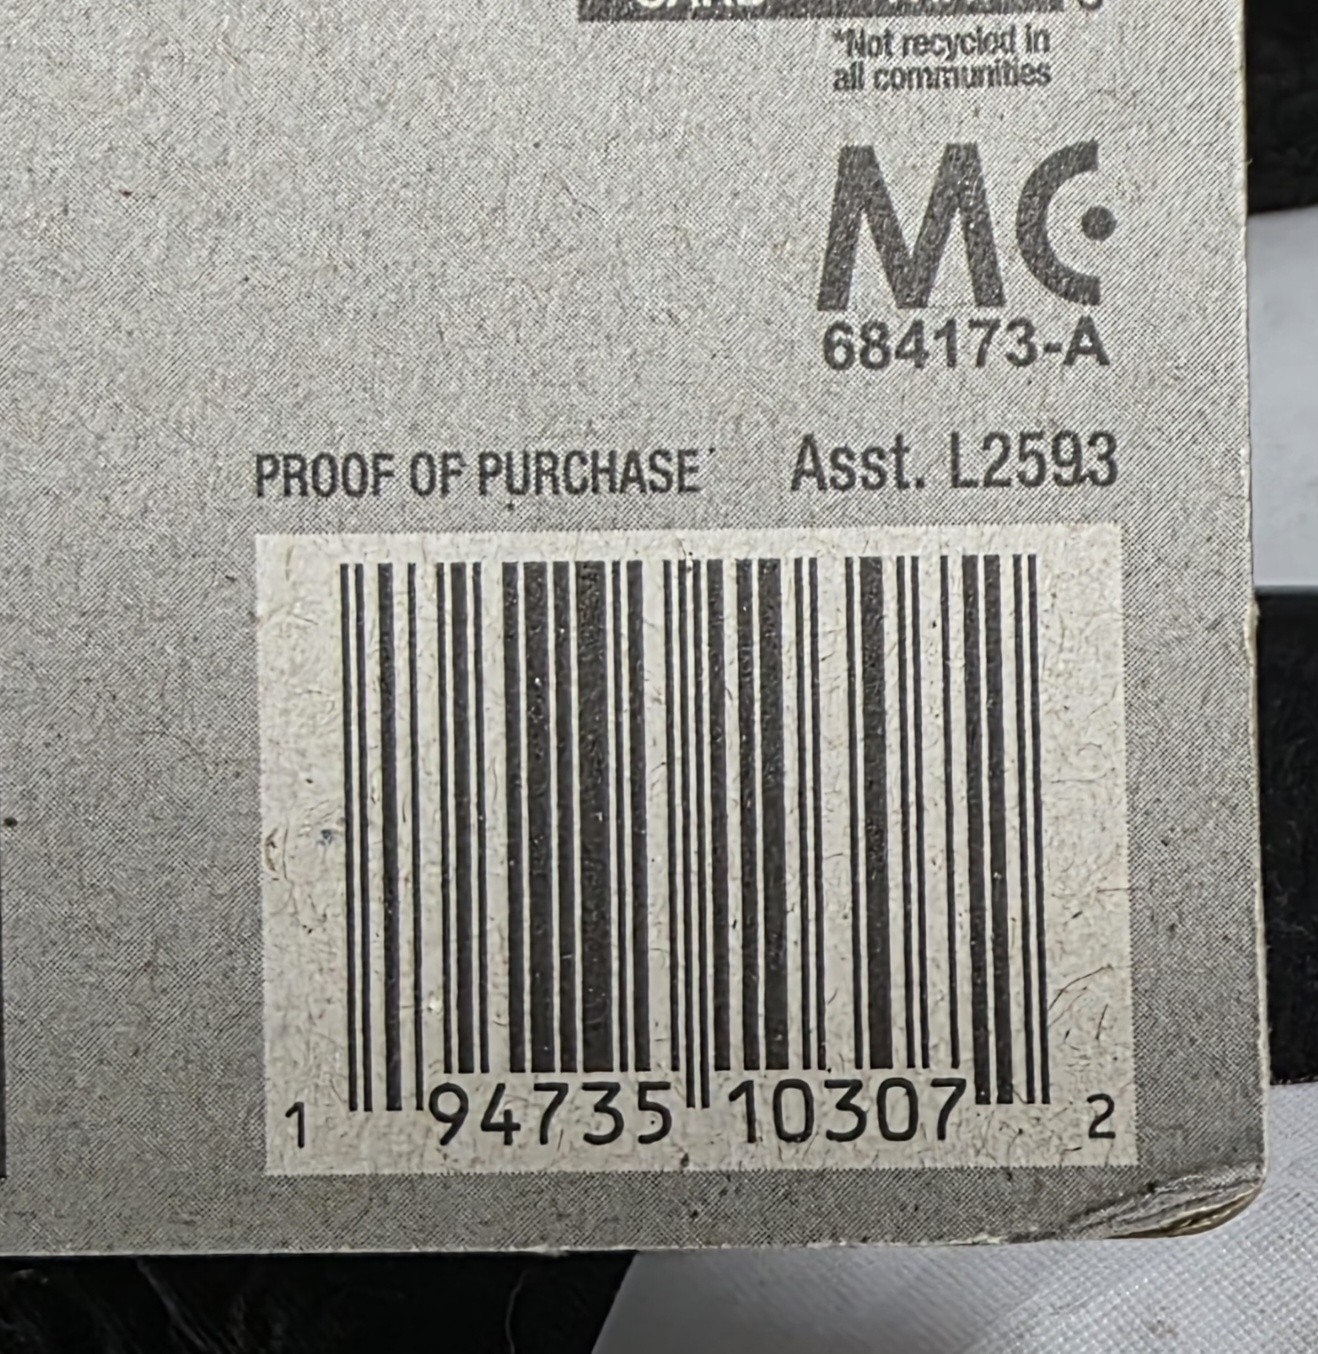 *Not recycled in
all communities
MC
684173-A
PROOF OF PURCHASE Asst. L2593
1 94735 10307 2